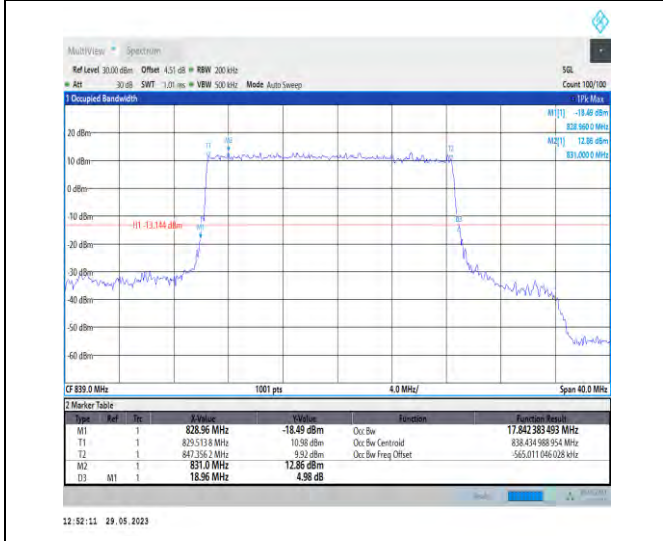 MultiView Spectrum
Ref Level 30.00 dBm Offset 4.51 dB RBW 200 kHz SGL
Att 30 dB SWT 1.01 ms VBW 500 kHz Mode Auto Sweep Count 100/100
1 Occupied Bandwidth 1Pk Max
M1[1] -18.49 dBm
828.960 0 MHz
M2[1] 12.86 dBm
831.000 0 MHz
20 dBm
T1 M2 T2
10 dBm
0 dBm
-10 dBm
D3
H1 -13.144 dBm
M1
-20 dBm
-30 dBm
-40 dBm
-50 dBm
-60 dBm
CF 839.0 MHz 1001 pts 4.0 MHz/ Span 40.0 MHz
2 Marker Table
Type Ref Trc X-Value Y-Value Function Function Result
M1 1 828.96 MHz -18.49 dBm Occ Bw 17.842 383 493 MHz
T1 1 829.513 8 MHz 10.98 dBm Occ Bw Centroid 838.434 988 954 MHz
T2 1 847.356 2 MHz 9.92 dBm Occ Bw Freq Offset -565.011 046 028 kHz
M2 1 831.0 MHz 12.86 dBm
D3 M1 1 18.96 MHz 4.98 dB
12:52:11 29.05.2023